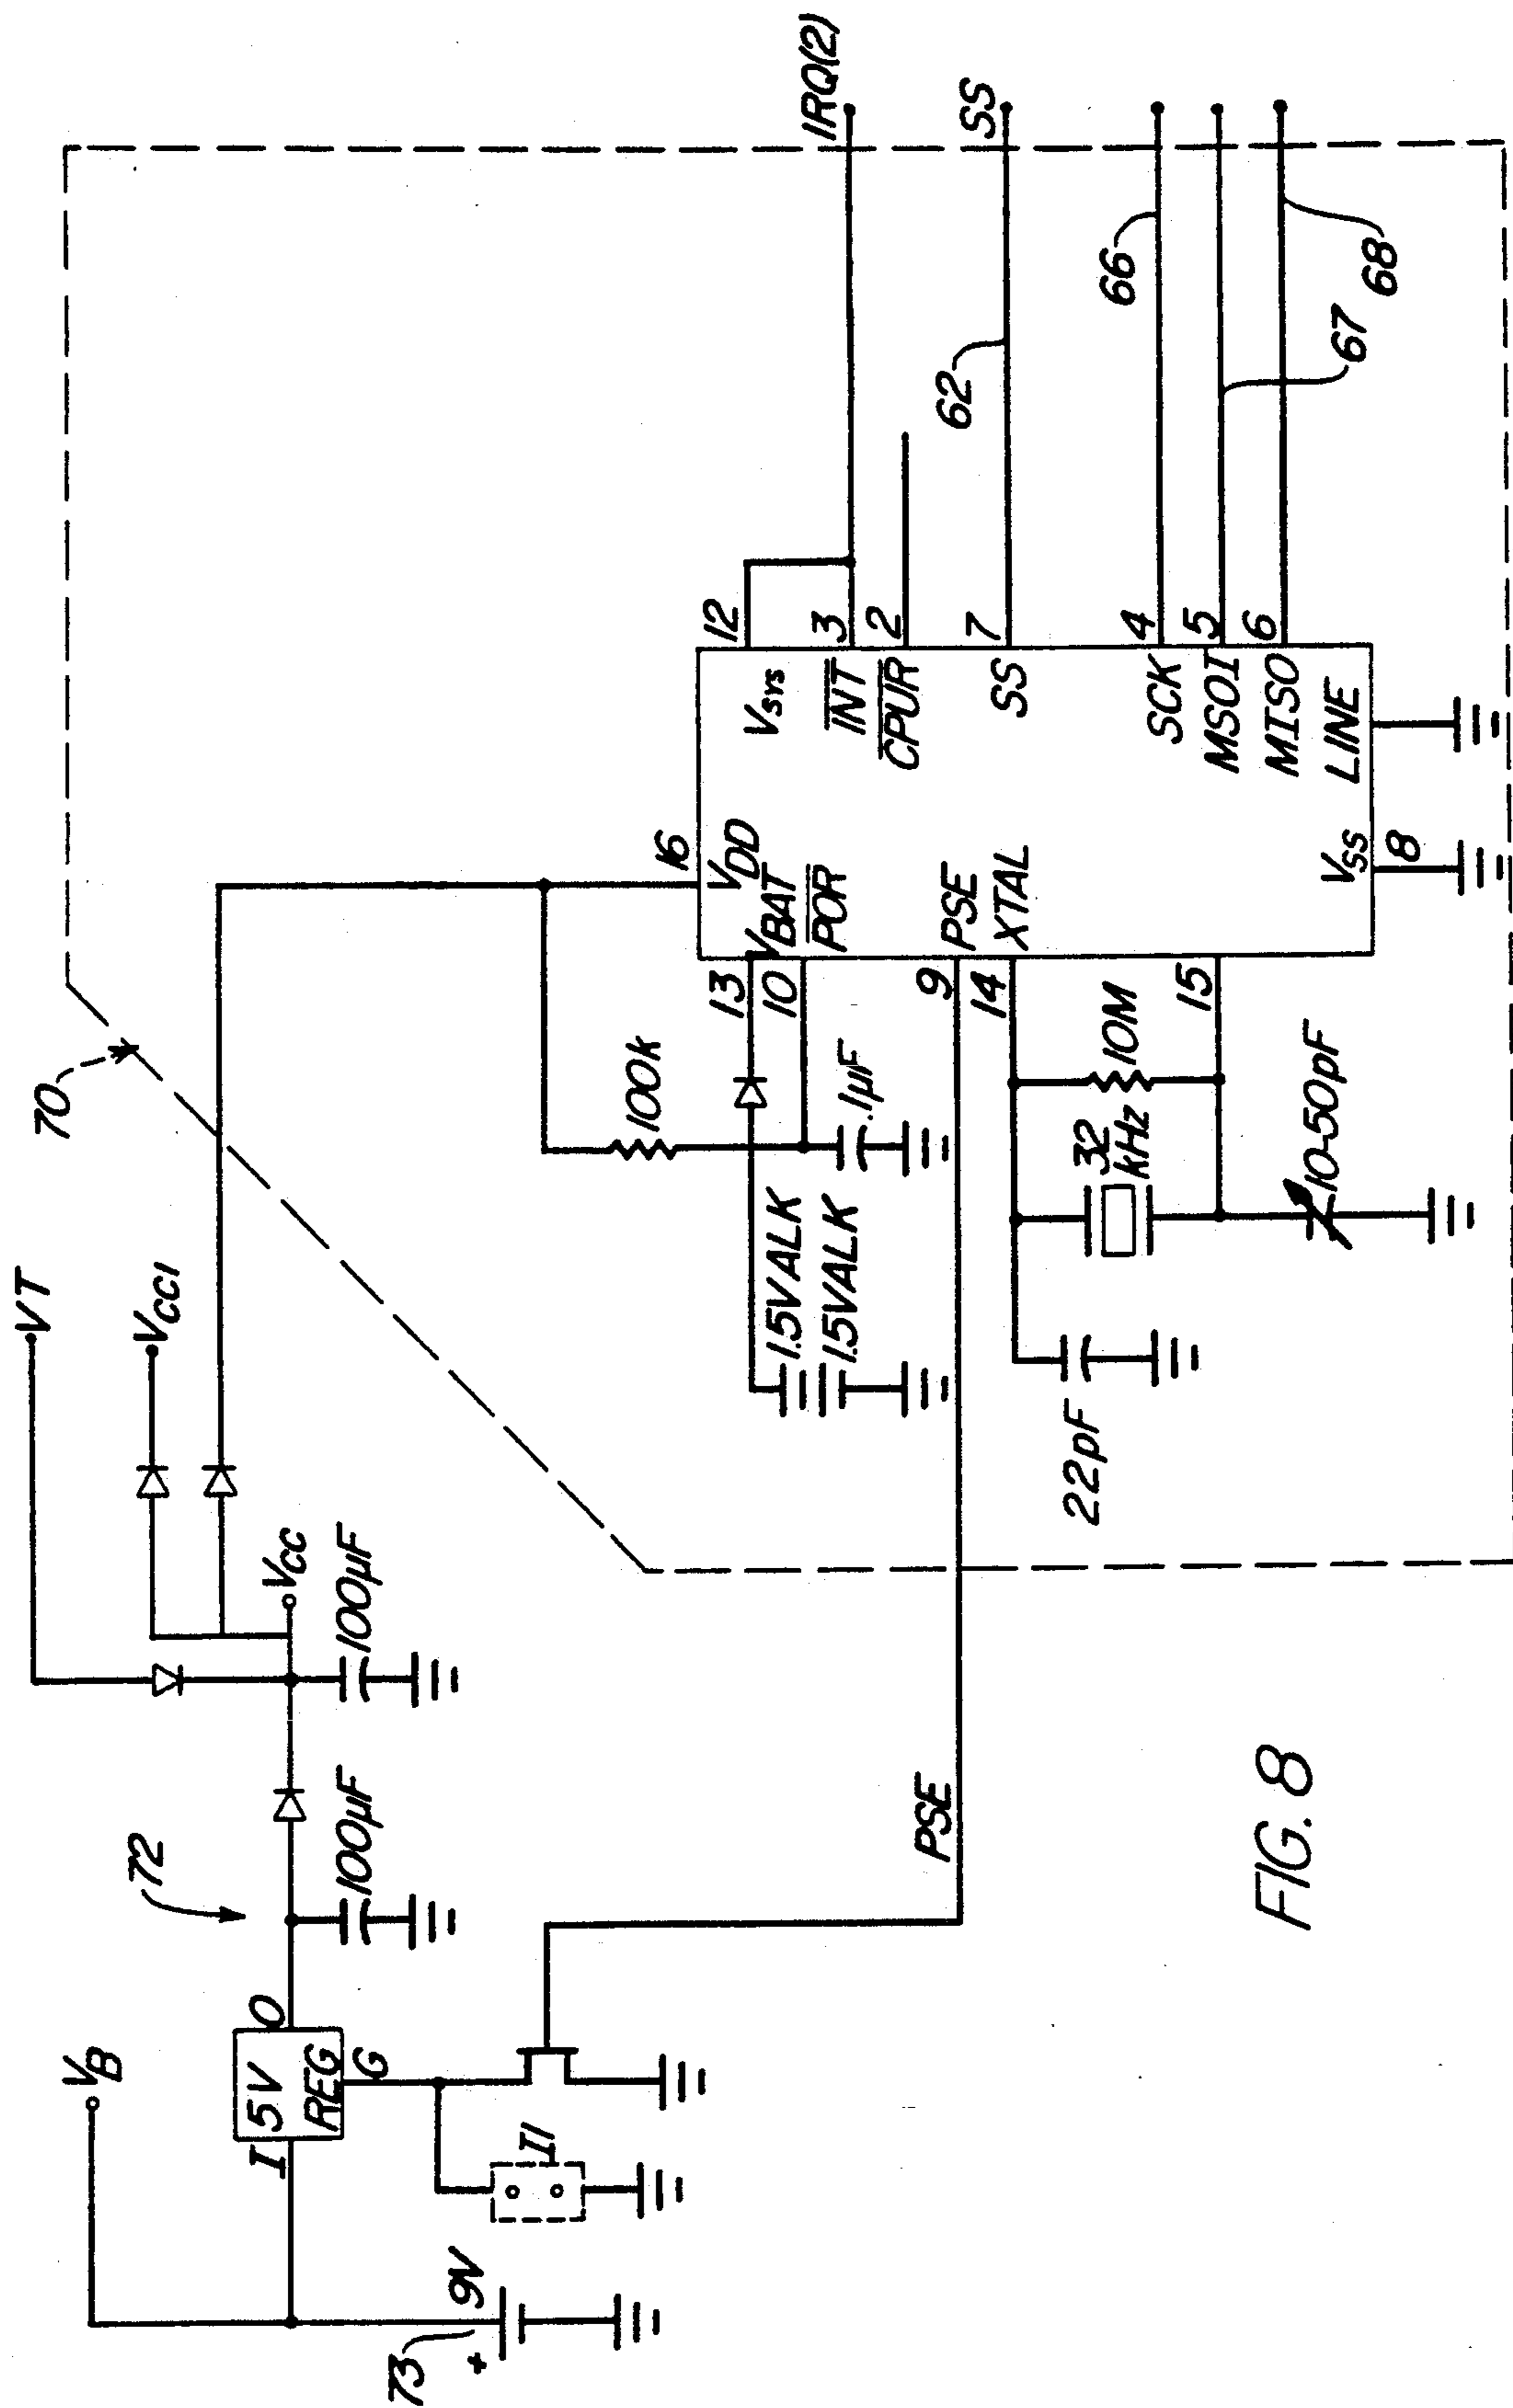 70
VT
VCC1
VCC
100µF
72
100µF
VB
I
5V
REG
O
G
I1
73
+
9V
IRQ(2)
SS
62
66
67
68
12
3
2
7
4
5
6
VSYS
INT
CPUR
SS
SCK
MSOI
MISO
LINE
16
VDD
VBAT
POR
PSE
XTAL
VSS
8
13
10
9
14
15
100K
.1µF
1.5VALK
1.5VALK
10M
32
kHz
10-50pF
22pF
PSE
FIG. 8